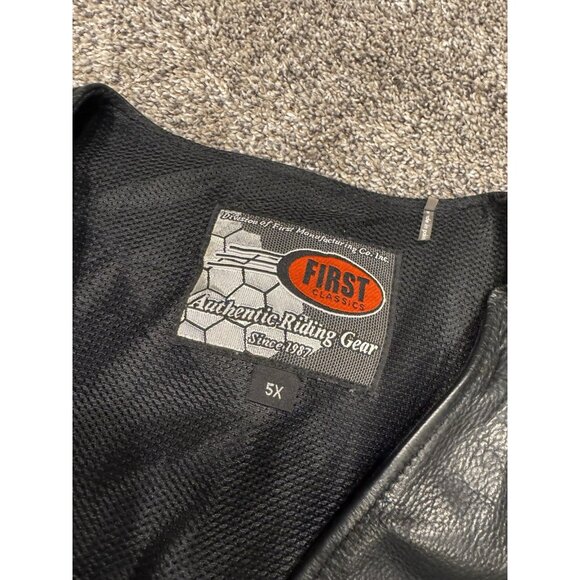 Division of First Manufacturing Co. Inc.
FIRST
CLASSICS
Authentic Riding Gear
Since 1987
5X